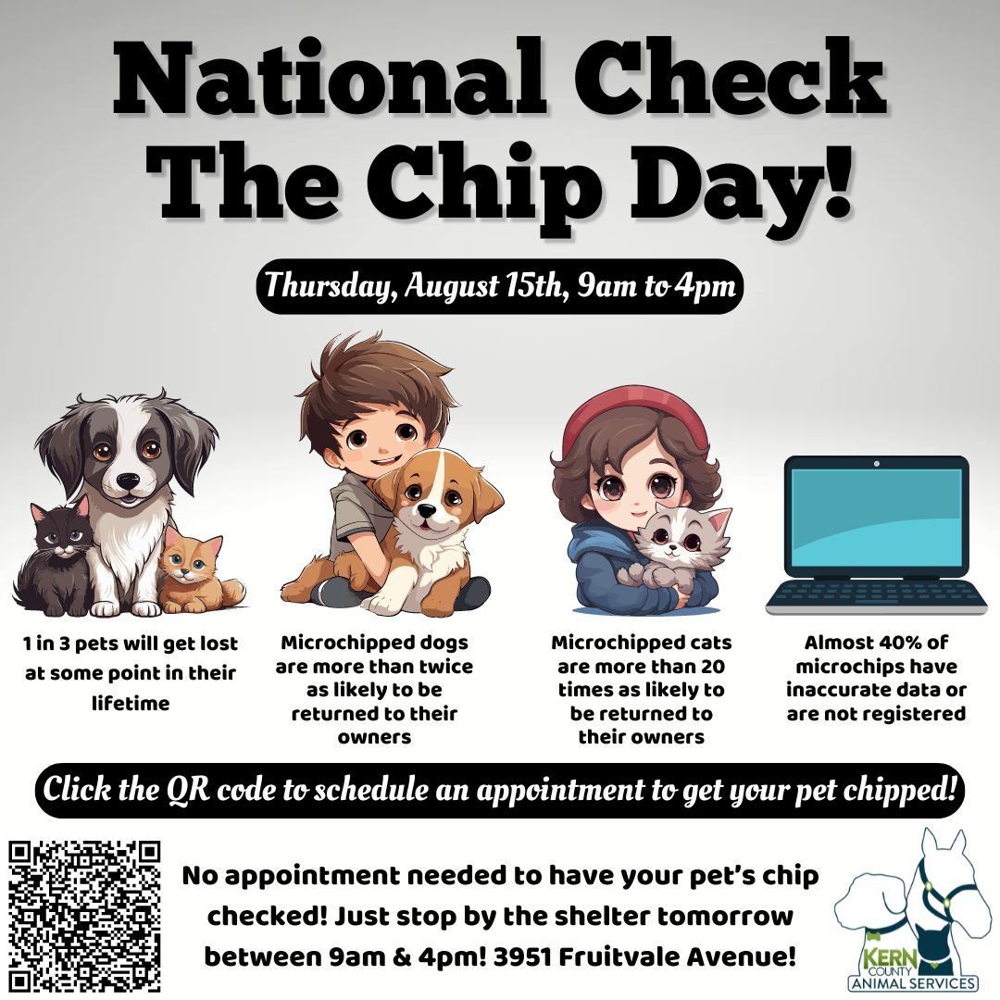 National Check
The Chip Day!
Thursday, August 15th, 9am to 4pm
1 in 3 pets will get lost
at some point in their
lifetime
Microchipped dogs
are more than twice
as likely to be
returned to their
owners
Microchipped cats
are more than 20
times as likely to
be returned to
their owners
Almost 40% of
microchips have
inaccurate data or
are not registered
Click the QR code to schedule an appointment to get your pet chipped!
No appointment needed to have your pet's chip
checked! Just stop by the shelter tomorrow
between 9am & 4pm! 3951 Fruitvale Avenue!
KERN
COUNTY
ANIMAL SERVICES